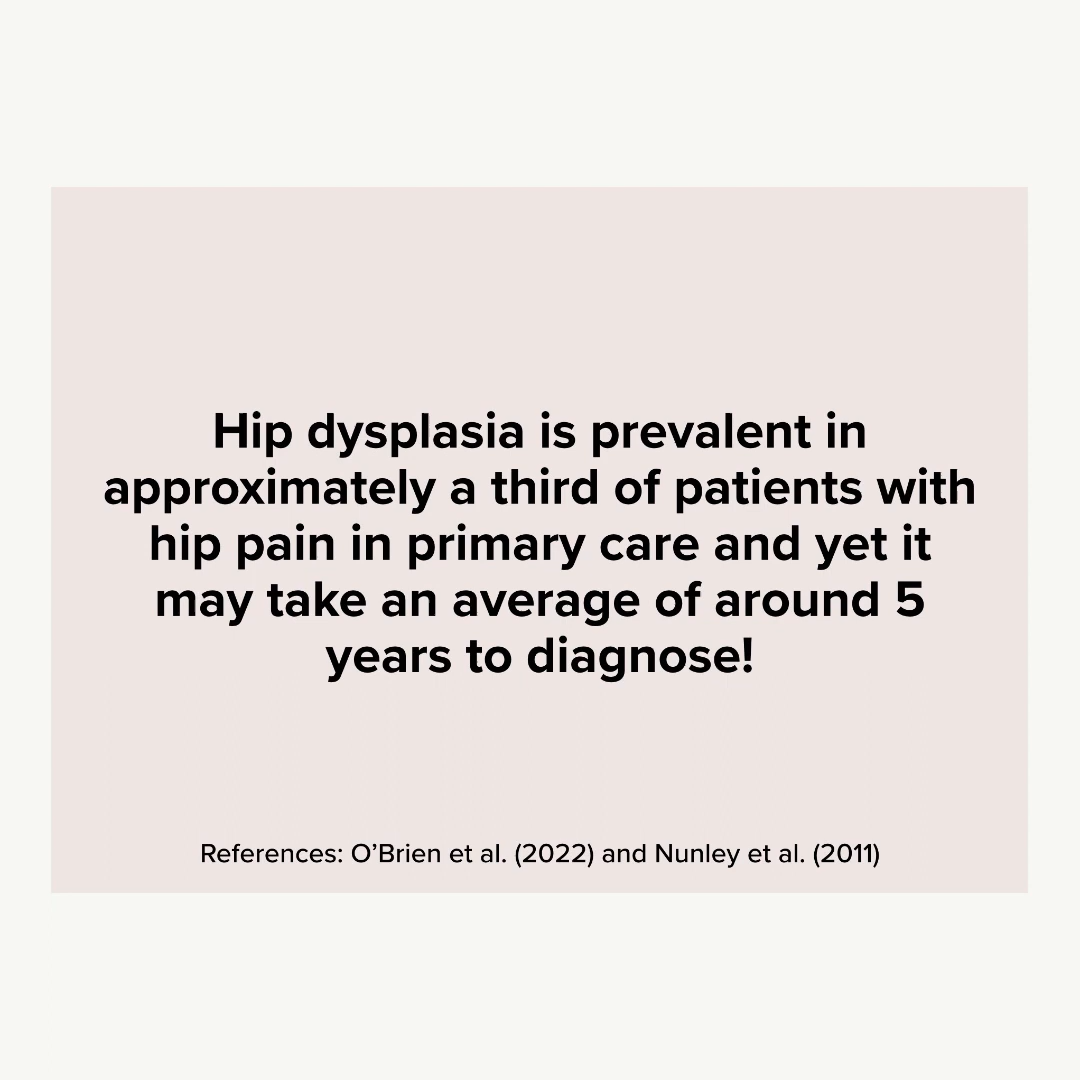 Hip dysplasia is prevalent in
approximately a third of patients with
hip pain in primary care and yet it
may take an average of around 5
years to diagnose!
References: O’Brien et al. (2022) and Nunley et al. (2011)